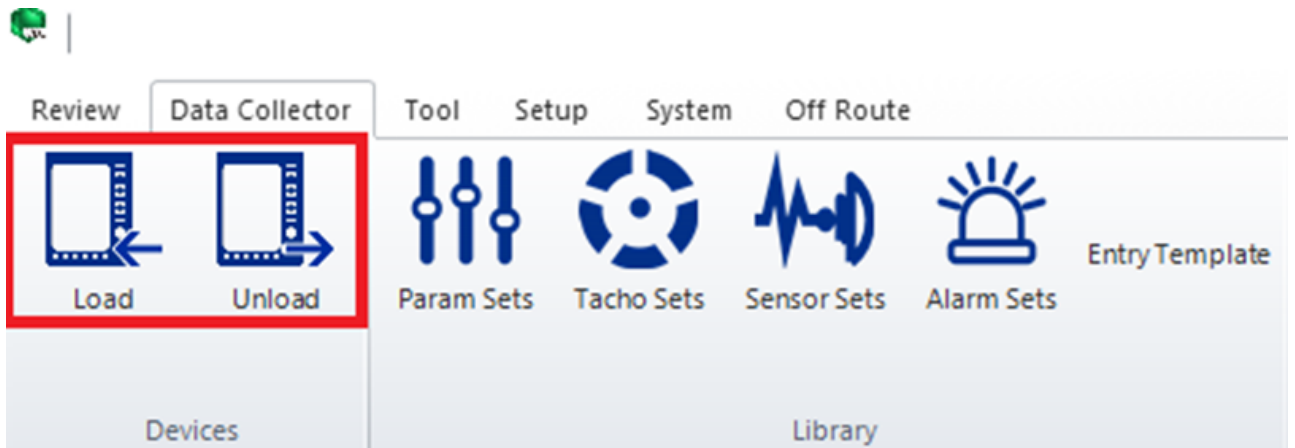 Review Data Collector Tool Setup System Off Route
Load Unload Param Sets Tacho Sets Sensor Sets Alarm Sets Entry Template
Devices Library